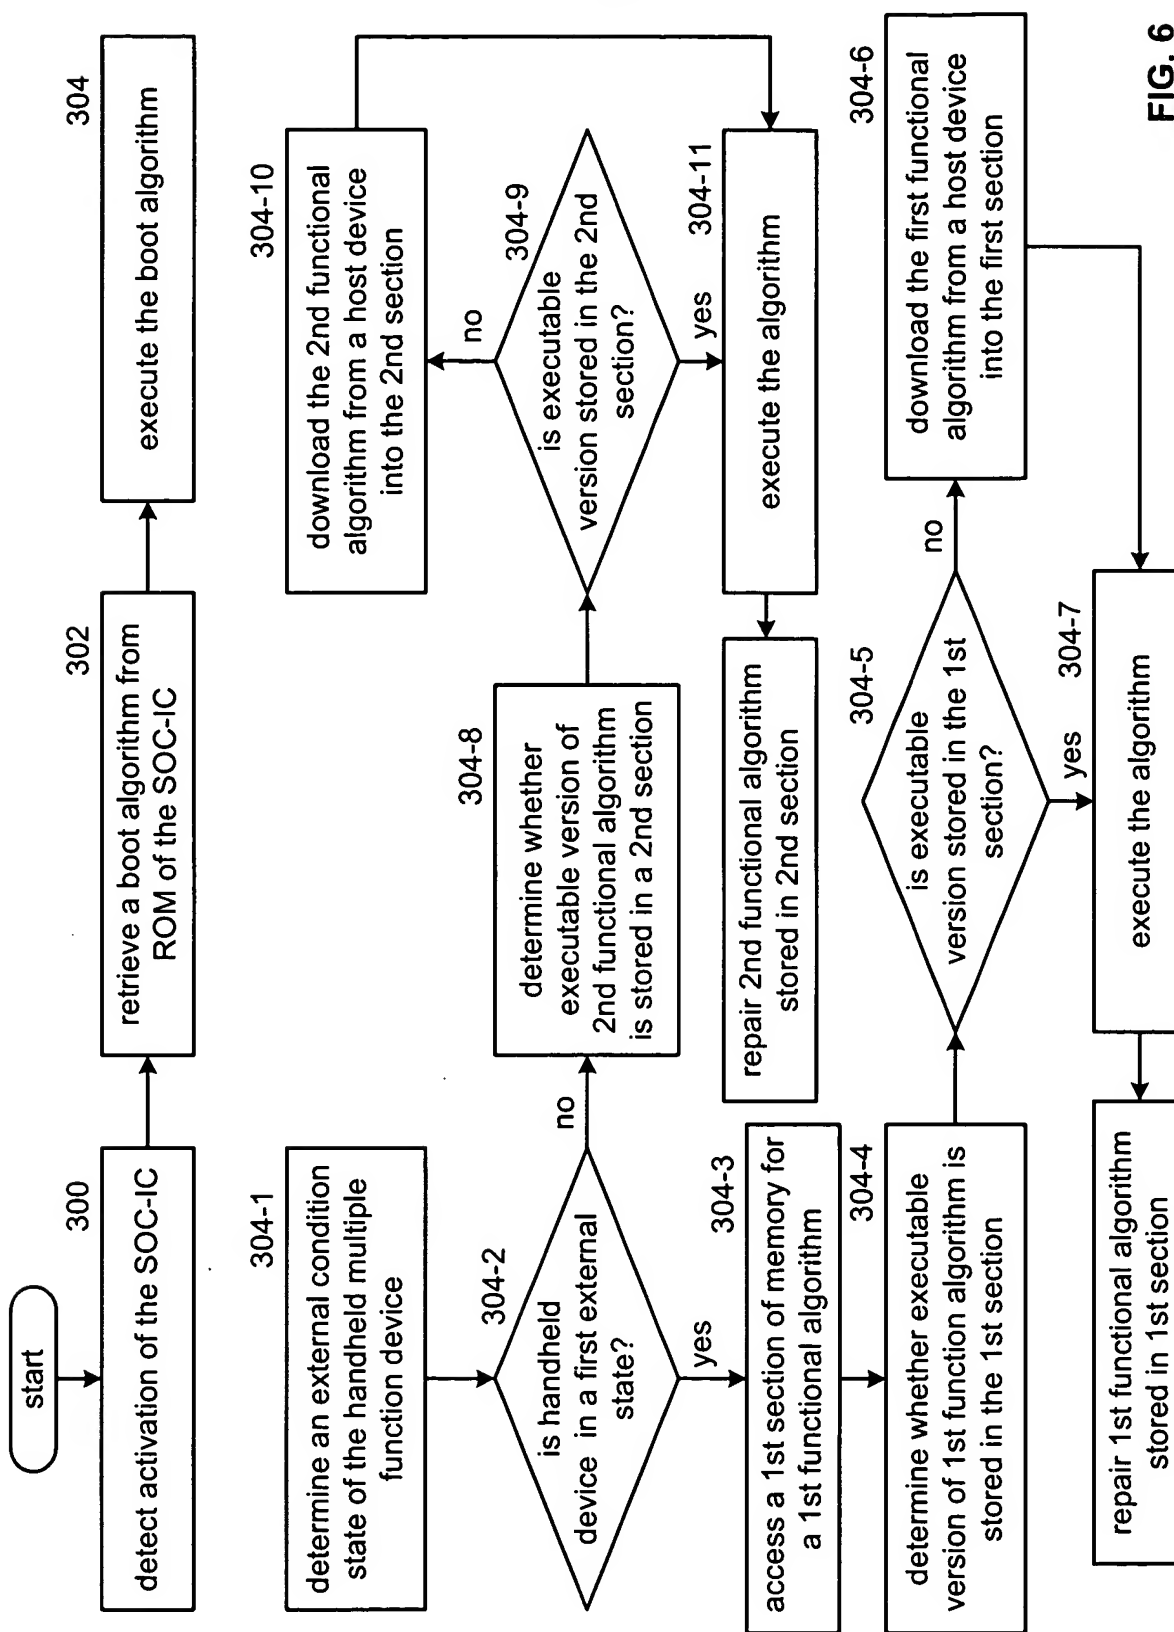 start
300
detect activation of the SOC-IC
302
retrieve a boot algorithm from
ROM of the SOC-IC
304
execute the boot algorithm
304-1
determine an external condition
state of the handheld multiple
function device
304-2
is handheld
device in a first external
state?
no
yes
304-3
access a 1st section of memory for
a 1st functional algorithm
304-4
determine whether executable
version of 1st function algorithm is
stored in the 1st section
304-5
is executable
version stored in the 1st
section?
no
yes
304-6
download the first functional
algorithm from a host device
into the first section
304-7
execute the algorithm
repair 1st functional algorithm
stored in 1st section
304-8
determine whether
executable version of
2nd functional algorithm
is stored in a 2nd section
304-9
is executable
version stored in the 2nd
section?
no
yes
304-10
download the 2nd functional
algorithm from a host device
into the 2nd section
304-11
execute the algorithm
repair 2nd functional algorithm
stored in 2nd section
FIG. 6